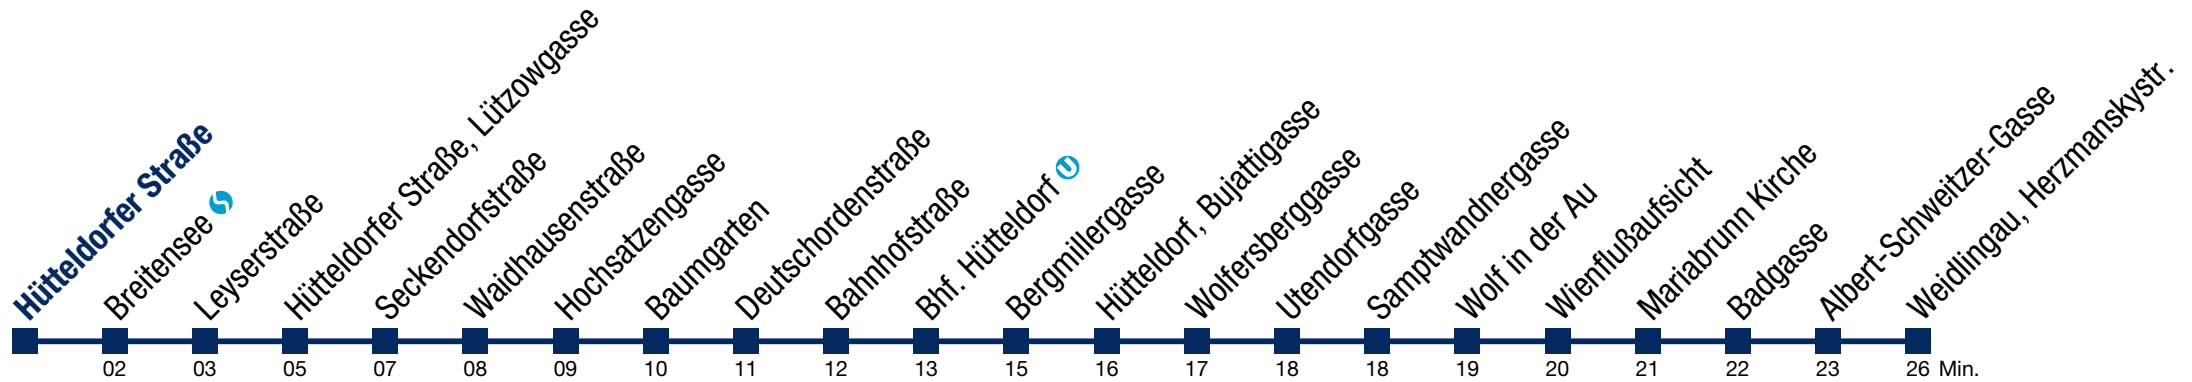 Hütteldorfer Straße
Breitensee
Leyserstraße
Hütteldorfer Straße, Lützowgasse
Seckendorfstraße
Waidhausenstraße
Hochsatzengasse
Baumgarten
Deutschordenstraße
Bahnhofstraße
Bhf. Hütteldorf U
Bergmillergasse
Hütteldorf, Bujattigasse
Wolfersberggasse
Utendorfgasse
Samptwandnergasse
Wolf in der Au
Wienflußaufsicht
Mariabrunn Kirche
Badgasse
Albert-Schweitzer-Gasse
Weidlingau, Herzmanskystr.
02 03 05 07 08 09 10 11 12 13 15 16 17 18 18 19 20 21 22 23 26 Min.